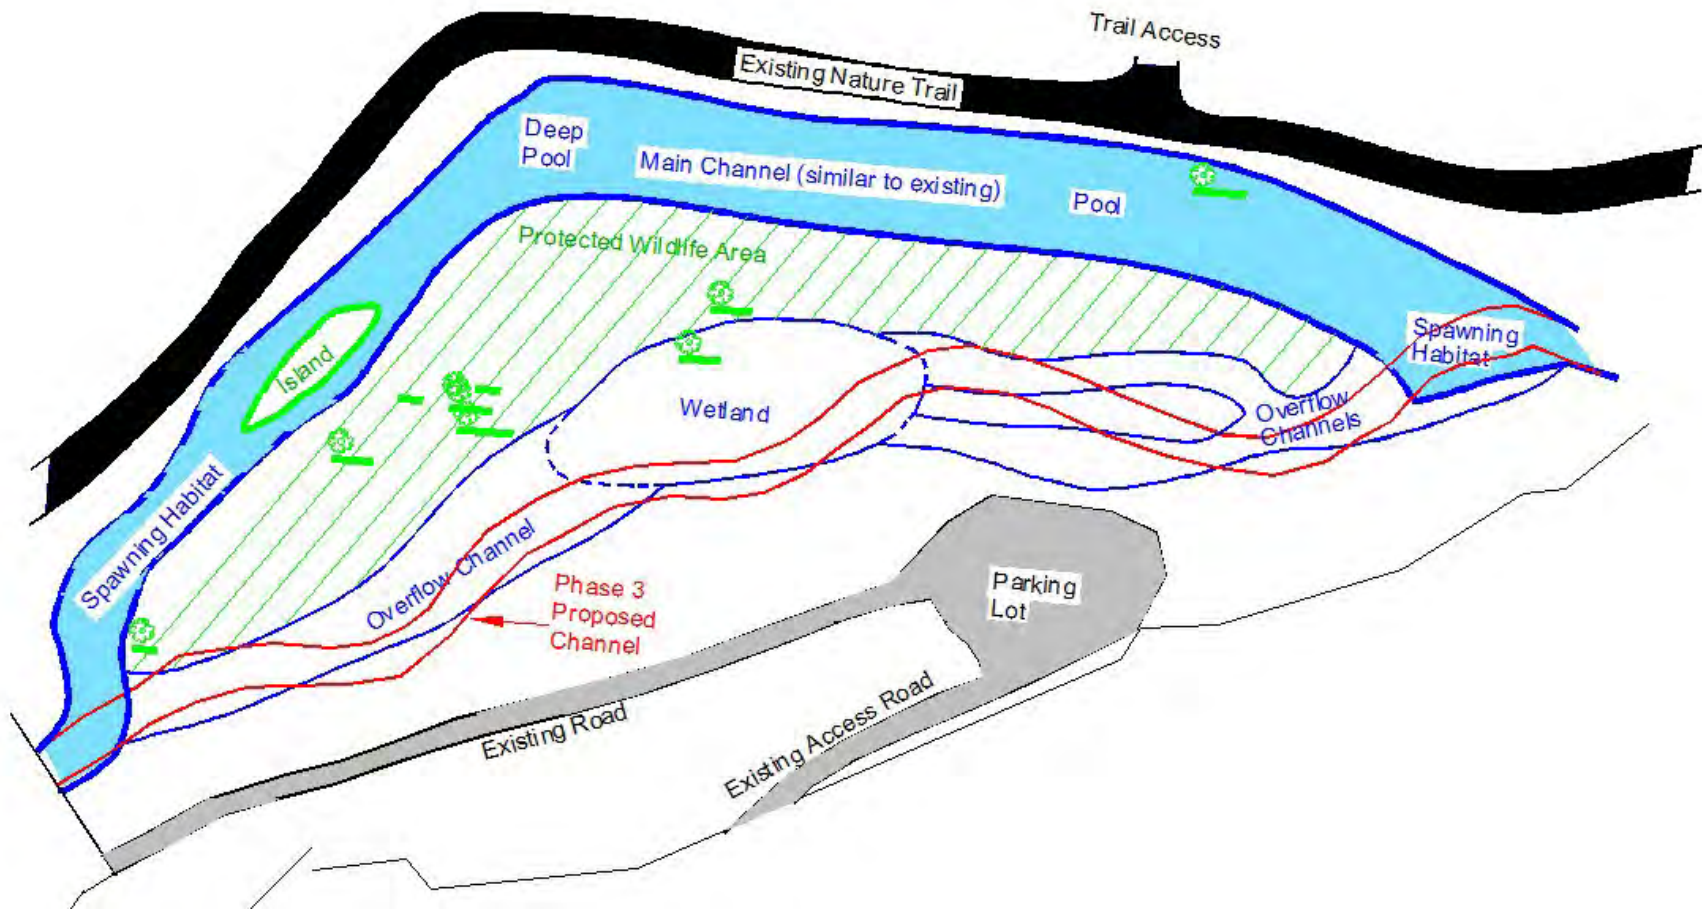 Trail Access
Existing Nature Trail
Deep
Pool
Main Channel (similar to existing)
Pool
Protected Wildlife Area
Island
Spawning
Habitat
Wetland
Overflow
Channels
Spawning Habitat
Overflow Channel
Phase 3
Proposed
Channel
Parking
Lot
Existing Road
Existing Access Road